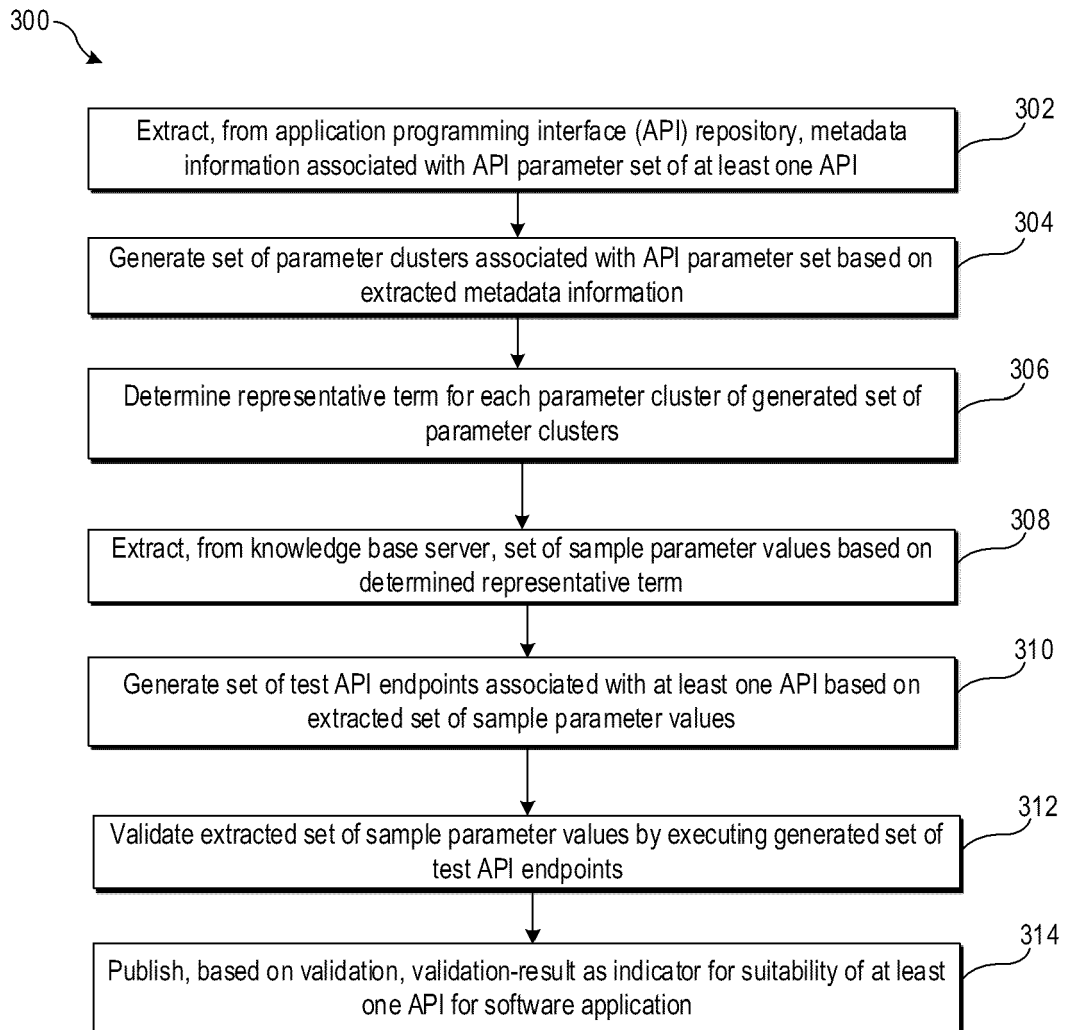 300
302
Extract, from application programming interface (API) repository, metadata
information associated with API parameter set of at least one API
304
Generate set of parameter clusters associated with API parameter set based on
extracted metadata information
306
Determine representative term for each parameter cluster of generated set of
parameter clusters
308
Extract, from knowledge base server, set of sample parameter values based on
determined representative term
310
Generate set of test API endpoints associated with at least one API based on
extracted set of sample parameter values
312
Validate extracted set of sample parameter values by executing generated set of
test API endpoints
314
Publish, based on validation, validation-result as indicator for suitability of at least
one API for software application